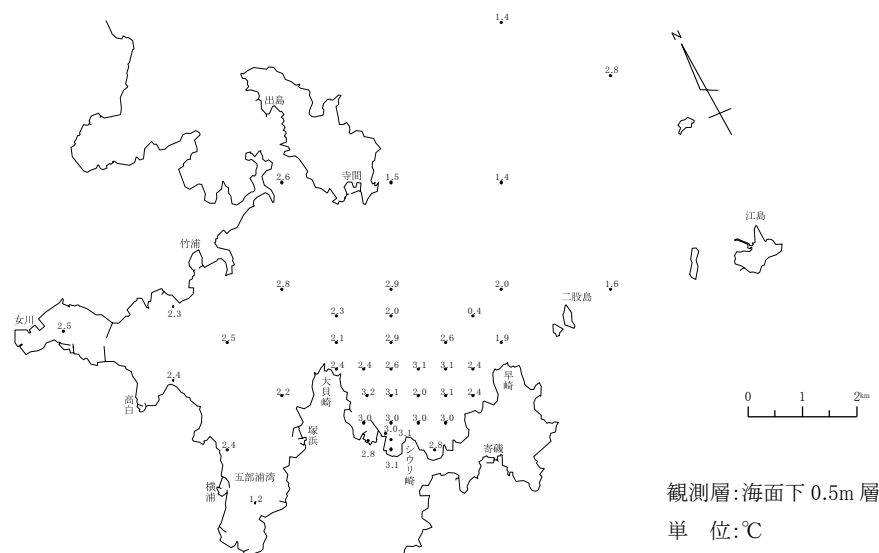 1.4
N
2.8
出島
2.6
寺間
1.5
1.4
江島
竹浦
2.8
2.9
2.0
1.6
二股島
2.3
2.3
2.0
0.4
女川
2.5
2.5
2.1
2.9
2.6
1.9
2.4
2.4
2.4
2.6
3.1
3.1
2.4
早崎
大貝崎
高白
2.2
3.2
3.1
2.0
3.1
2.4
0 1 2km
3.0
3.0
3.0
3.0
塚浜
3.0
3.1
2.4
2.8
3.1
シウリ崎
2.8
寄磯
五部浦湾
横浦
1.2
観測層:海面下 0.5m 層
単 位:℃